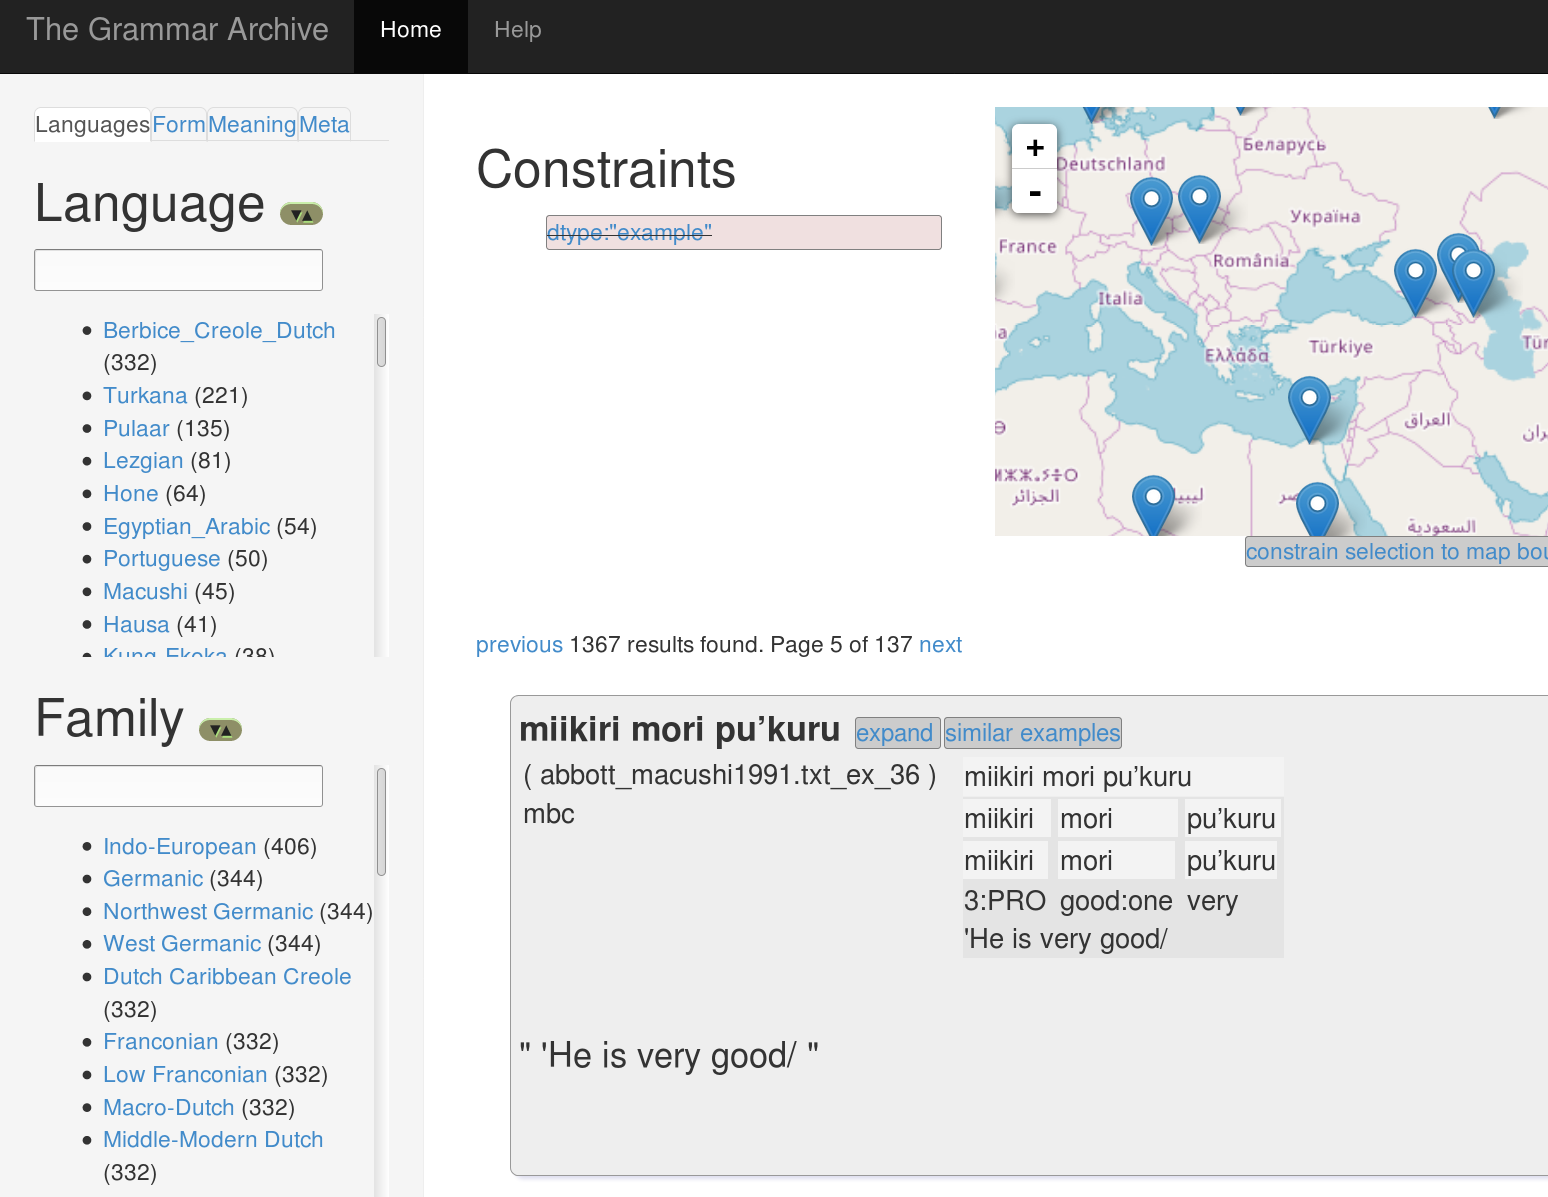 The Grammar Archive Home Help
Languages Form Meaning Meta
Language ▼▲
Berbice_Creole_Dutch
(332)
Turkana (221)
Pulaar (135)
Lezgian (81)
Hone (64)
Egyptian_Arabic (54)
Portuguese (50)
Macushi (45)
Hausa (41)
Kung-Ekoka (38)
Family ▼▲
Indo-European (406)
Germanic (344)
Northwest Germanic (344)
West Germanic (344)
Dutch Caribbean Creole
(332)
Franconian (332)
Low Franconian (332)
Macro-Dutch (332)
Middle-Modern Dutch
(332)
Constraints
dtype:"example"
+
-
Беларусь
Deutschland
Україна
France
România
Italia
Türkiye
Ελλάδα
العراق
الجزائر
السعودية
constrain selection to map bou
previous 1367 results found. Page 5 of 137 next
miikiri mori pu’kuru expand similar examples
( abbott_macushi1991.txt_ex_36 )
mbc
miikiri mori pu’kuru
miikiri mori pu’kuru
miikiri mori pu’kuru
3:PRO good:one very
'He is very good/
" 'He is very good/ "